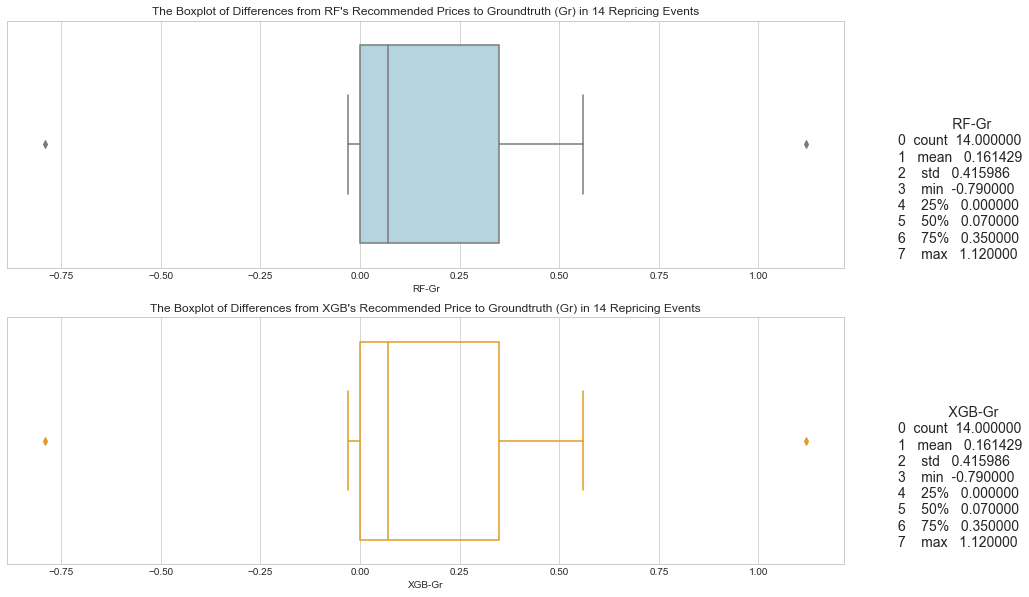 The Boxplot of Differences from RF's Recommended Prices to Groundtruth (Gr) in 14 Repricing Events
−0.75 −0.50 −0.25 0.00 0.25 0.50 0.75 1.00
RF-Gr
RF-Gr
0 count 14.000000
1 mean 0.161429
2 std 0.415986
3 min -0.790000
4 25% 0.000000
5 50% 0.070000
6 75% 0.350000
7 max 1.120000
The Boxplot of Differences from XGB's Recommended Price to Groundtruth (Gr) in 14 Repricing Events
−0.75 −0.50 −0.25 0.00 0.25 0.50 0.75 1.00
XGB-Gr
XGB-Gr
0 count 14.000000
1 mean 0.161429
2 std 0.415986
3 min -0.790000
4 25% 0.000000
5 50% 0.070000
6 75% 0.350000
7 max 1.120000